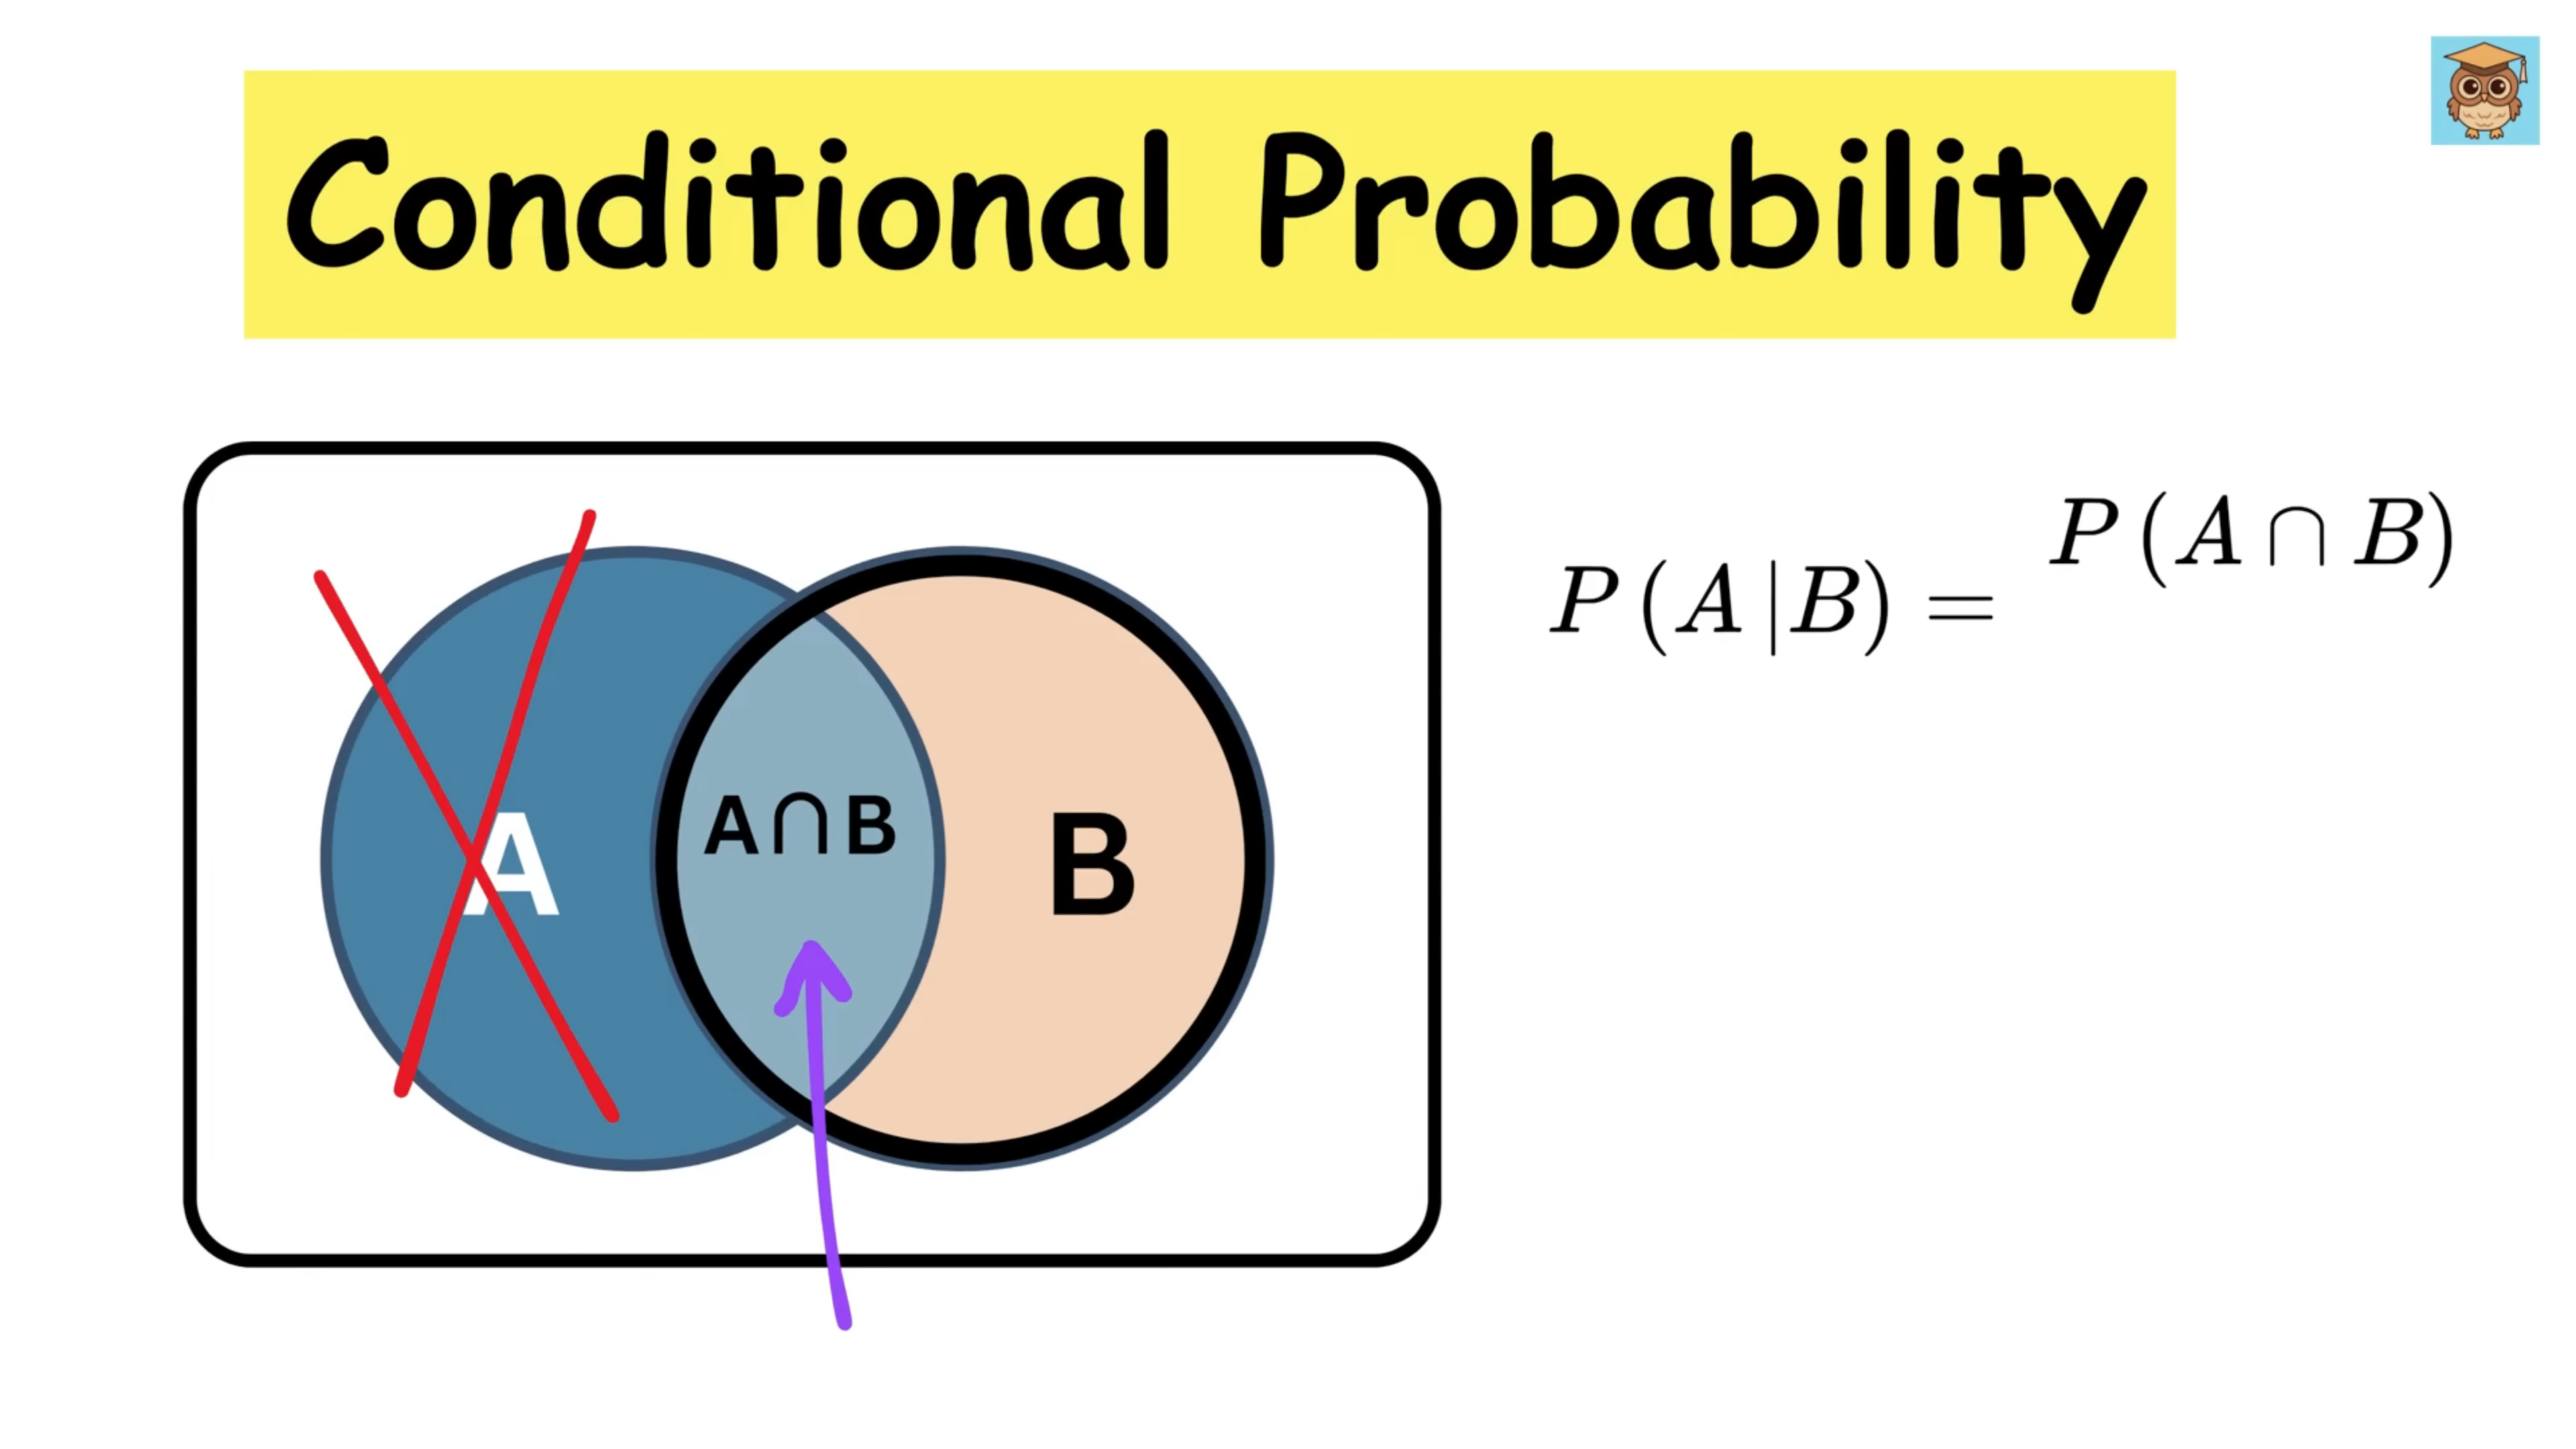 Conditional Probability
P(A|B) = P(A∩B)
A
A∩B
B